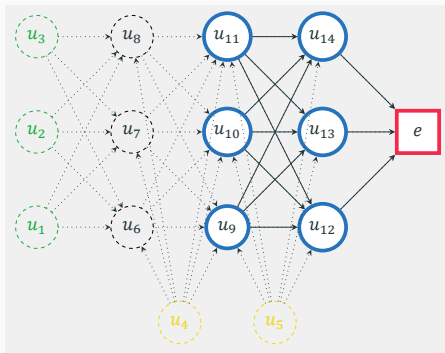 u₃ u₈ u₁₁ u₁₄
u₂ u₇ u₁₀ u₁₃ e
u₁ u₆ u₉ u₁₂
u₄ u₅